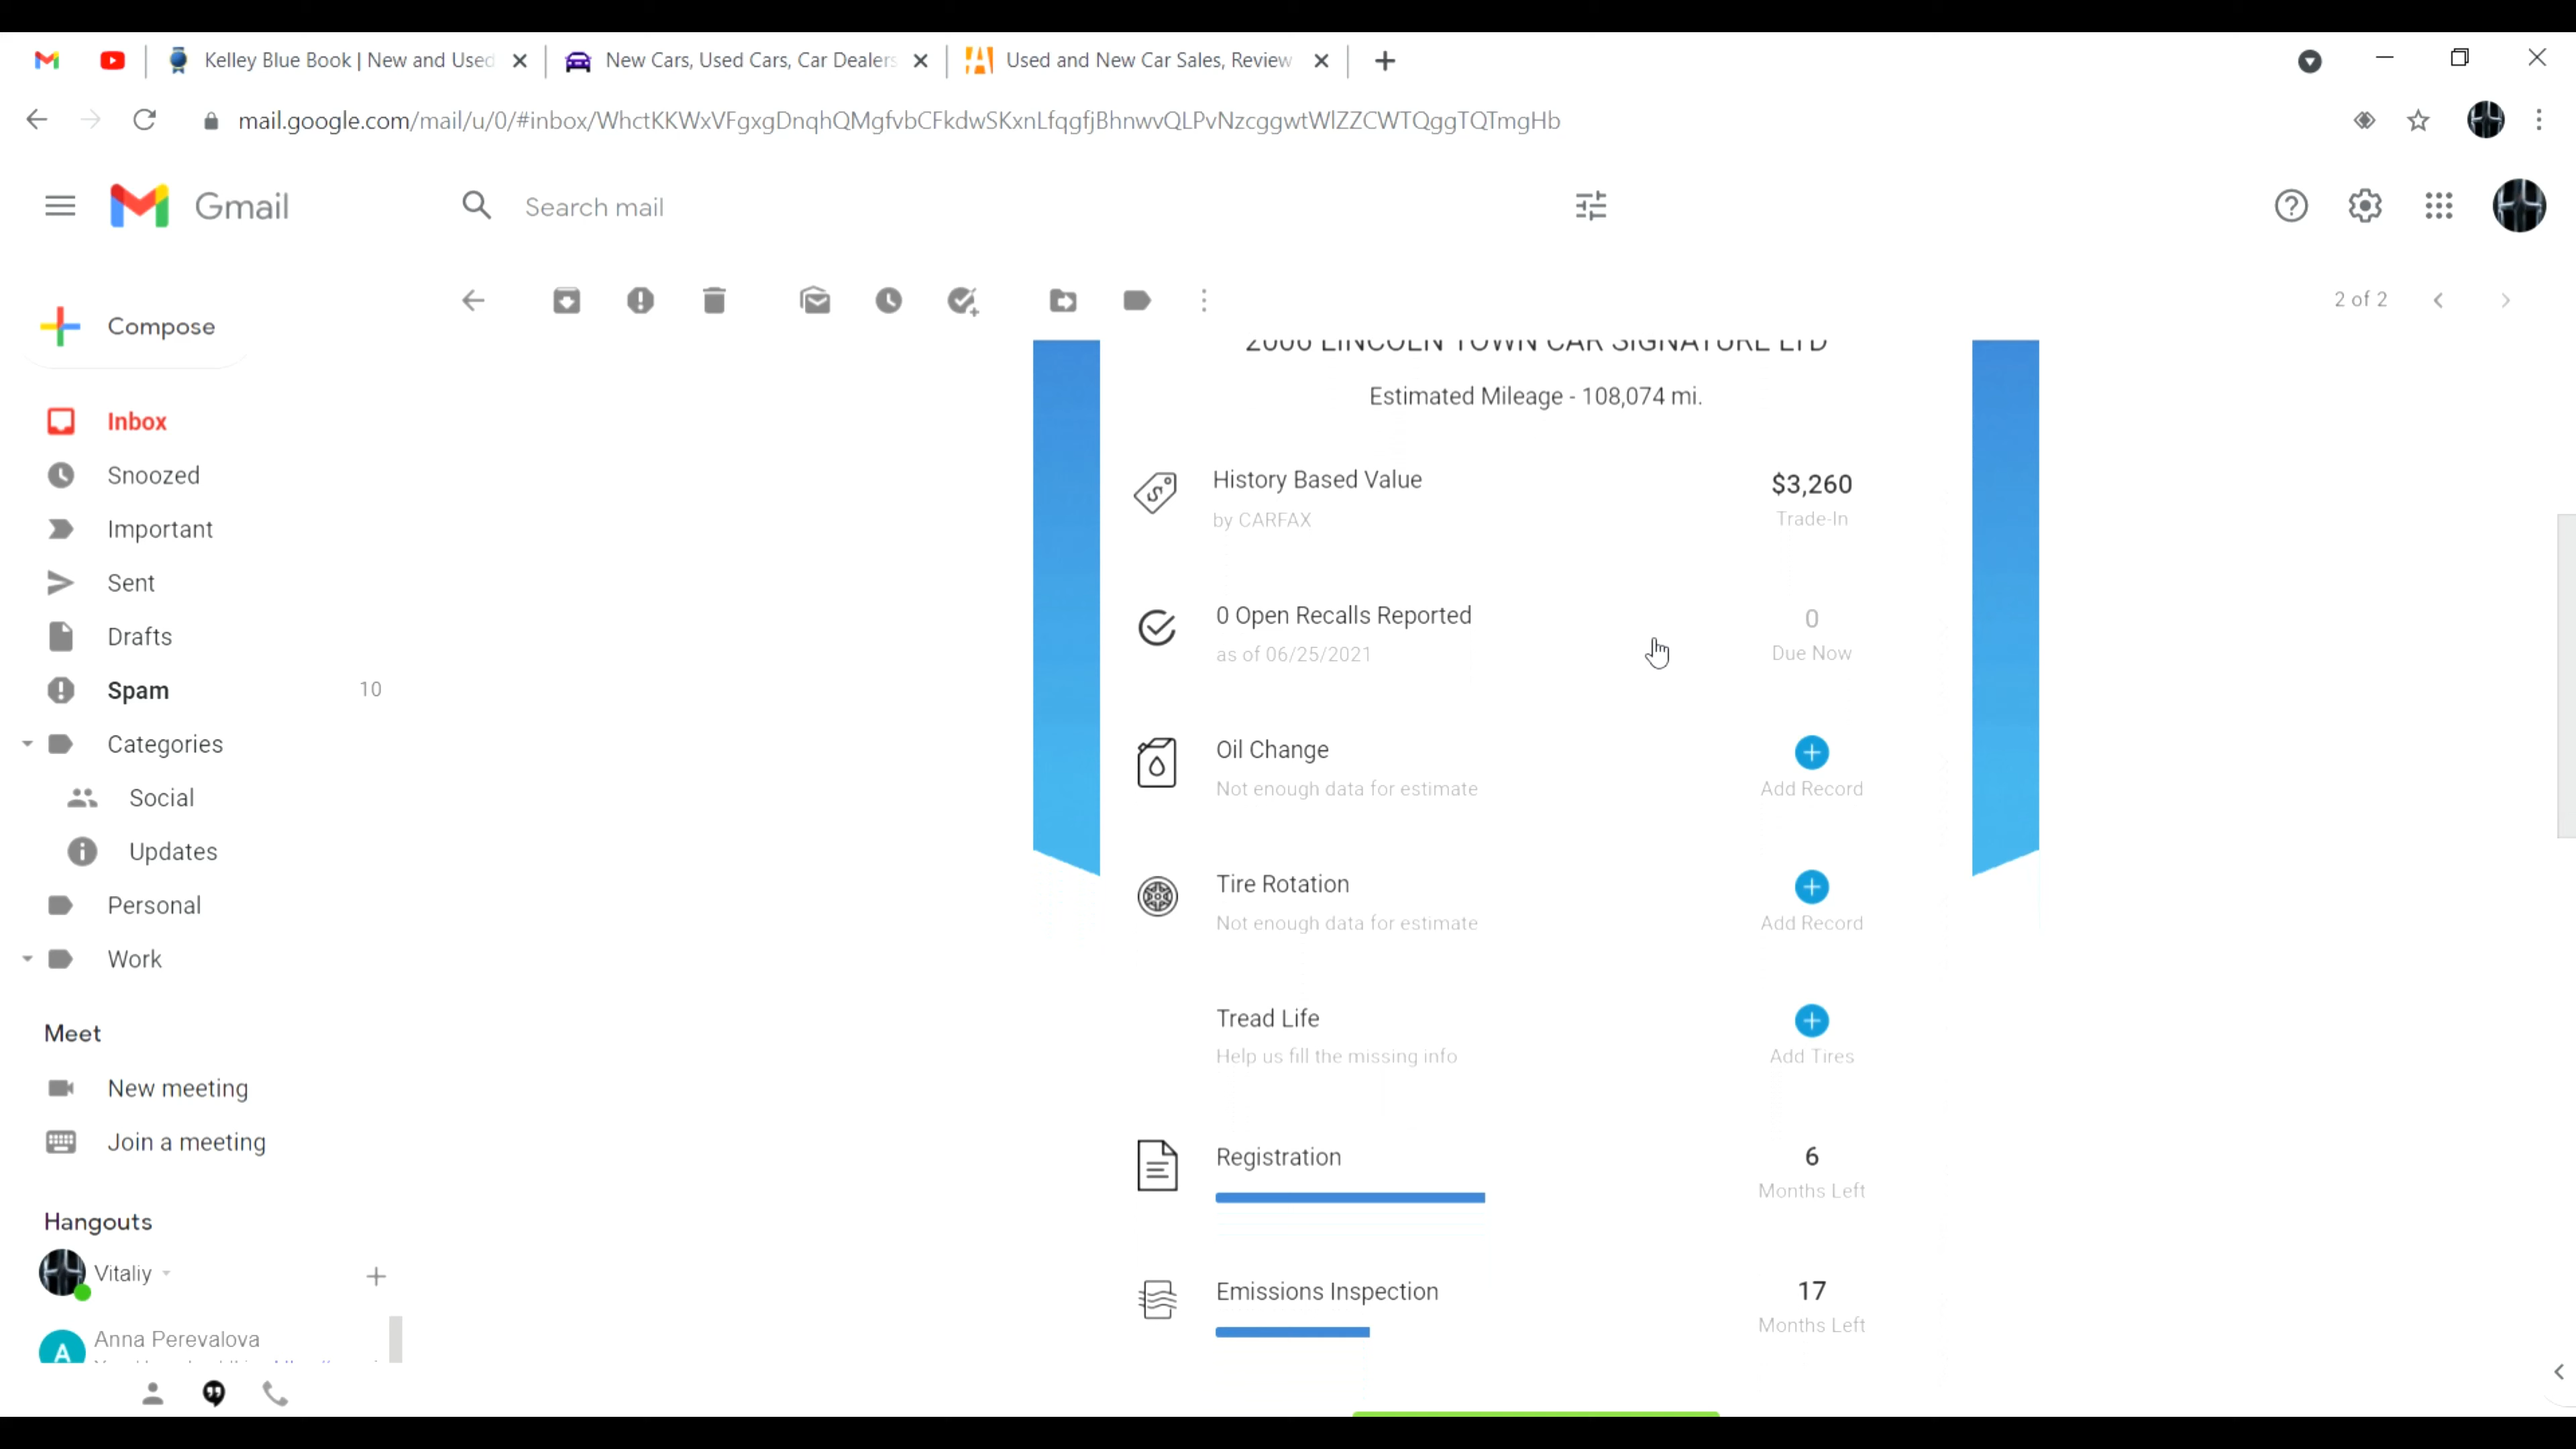 Kelley Blue Book | New and Used
New Cars, Used Cars, Car Dealers
Used and New Car Sales, Review
mail.google.com/mail/u/0/#inbox/WhctKKWxVFgxgDnqhQMgfvbCFkdwSKxnLfqgfjBhnwvQLPvNzcggwtWlZZCWTQggTQTmgHb
Gmail
Search mail
2 of 2
Compose
Inbox
Snoozed
Important
Sent
Drafts
Spam 10
Categories
Social
Updates
Personal
Work
Meet
New meeting
Join a meeting
Hangouts
Vitaliy
Anna Perevalova
A
LINCOLN TOWN CAR SIGNATURE LTD
Estimated Mileage - 108,074 mi.
History Based Value $3,260
by CARFAX Trade-In
0 Open Recalls Reported 0
as of 06/25/2021 Due Now
Oil Change
Not enough data for estimate Add Record
Tire Rotation
Not enough data for estimate Add Record
Tread Life
Help us fill the missing info Add Tires
Registration 6
Months Left
Emissions Inspection 17
Months Left